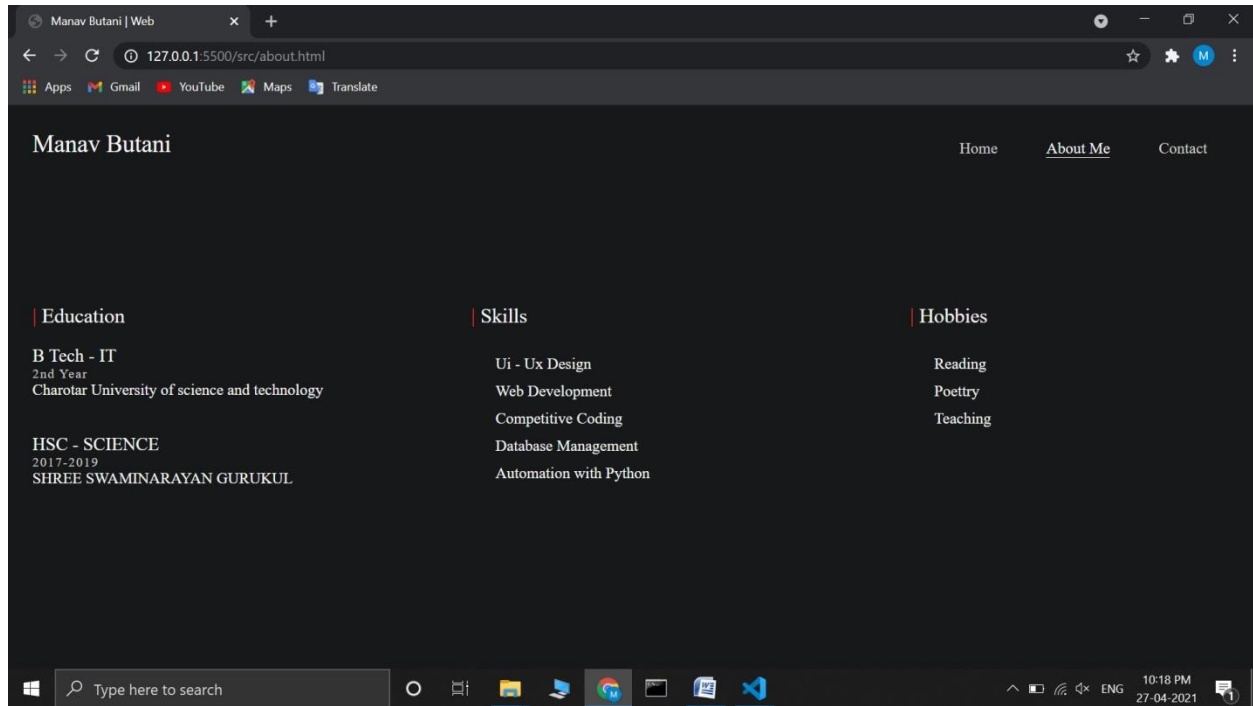 Manav Butani | Web
127.0.0.1:5500/src/about.html
M
Apps Gmail YouTube Maps Translate
Manav Butani
Home About Me Contact
Education
B Tech - IT
2nd Year
Charotar University of science and technology
HSC - SCIENCE
2017-2019
SHREE SWAMINARAYAN GURUKUL
Skills
Ui - Ux Design
Web Development
Competitive Coding
Database Management
Automation with Python
Hobbies
Reading
Poettry
Teaching
Type here to search
ENG
10:18 PM
27-04-2021
1